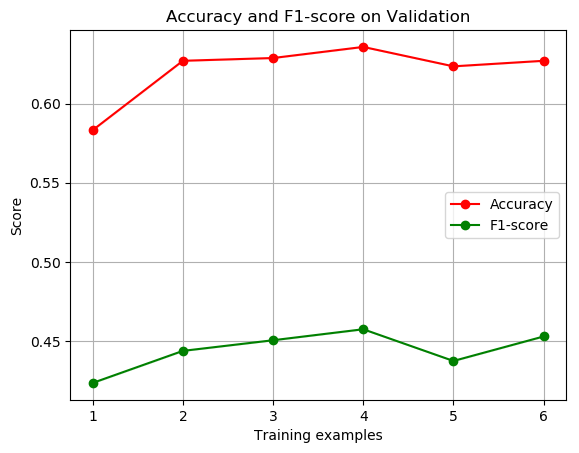 Accuracy and F1-score on Validation
Score
0.60
0.55
0.50
0.45
Accuracy
F1-score
1 2 3 4 5 6
Training examples